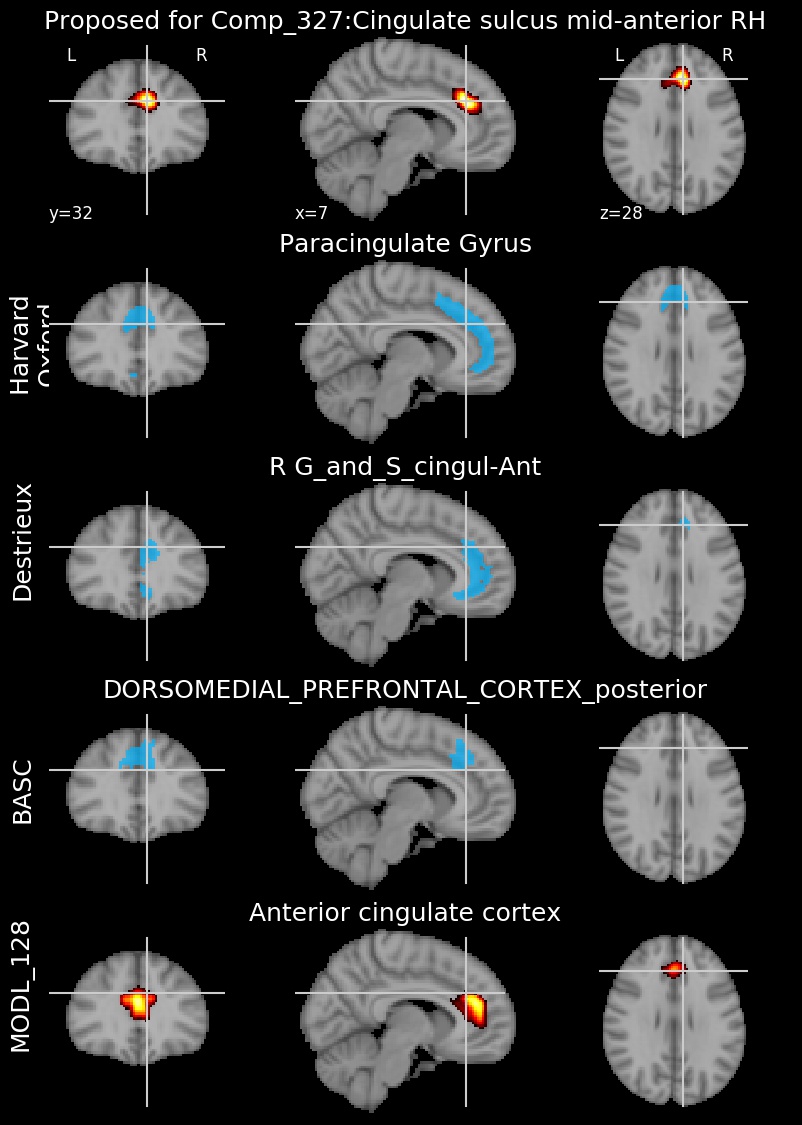 Proposed for Comp_327:Cingulate sulcus mid-anterior RH
L R L R
y=32 x=7 z=28
Paracingulate Gyrus
Harvard
Oxford
R G_and_S_cingul-Ant
Destrieux
DORSOMEDIAL_PREFRONTAL_CORTEX_posterior
BASC
Anterior cingulate cortex
MODL_128